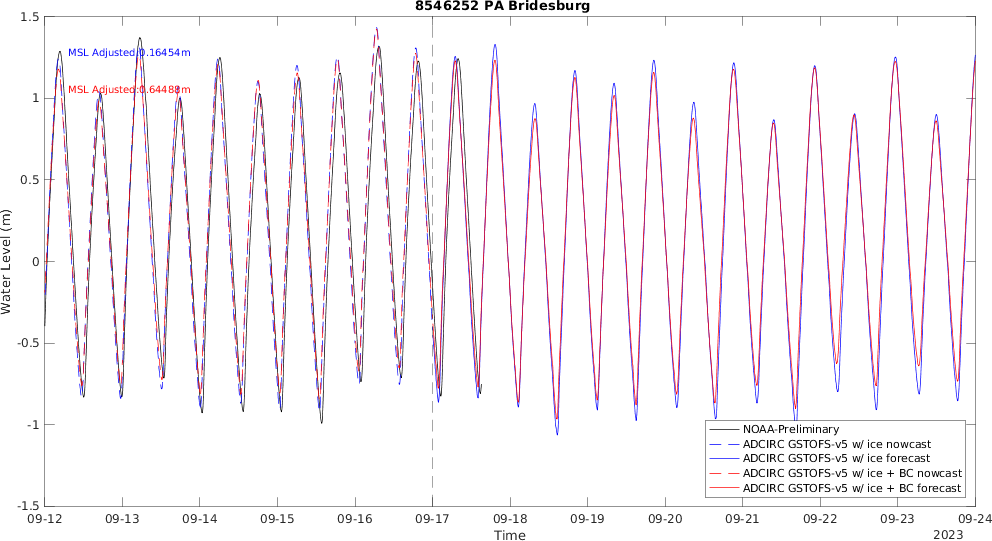 8546252 PA Bridesburg
1.5
MSL Adjusted:0.16454m
MSL Adjusted:0.64488m
1
0.5
0
-0.5
-1
-1.5
Water Level (m)
NOAA-Preliminary
ADCIRC GSTOFS-v5 w/ ice nowcast
ADCIRC GSTOFS-v5 w/ ice forecast
ADCIRC GSTOFS-v5 w/ ice + BC nowcast
ADCIRC GSTOFS-v5 w/ ice + BC forecast
09-12 09-13 09-14 09-15 09-16 09-17 09-18 09-19 09-20 09-21 09-22 09-23 09-24
Time
2023